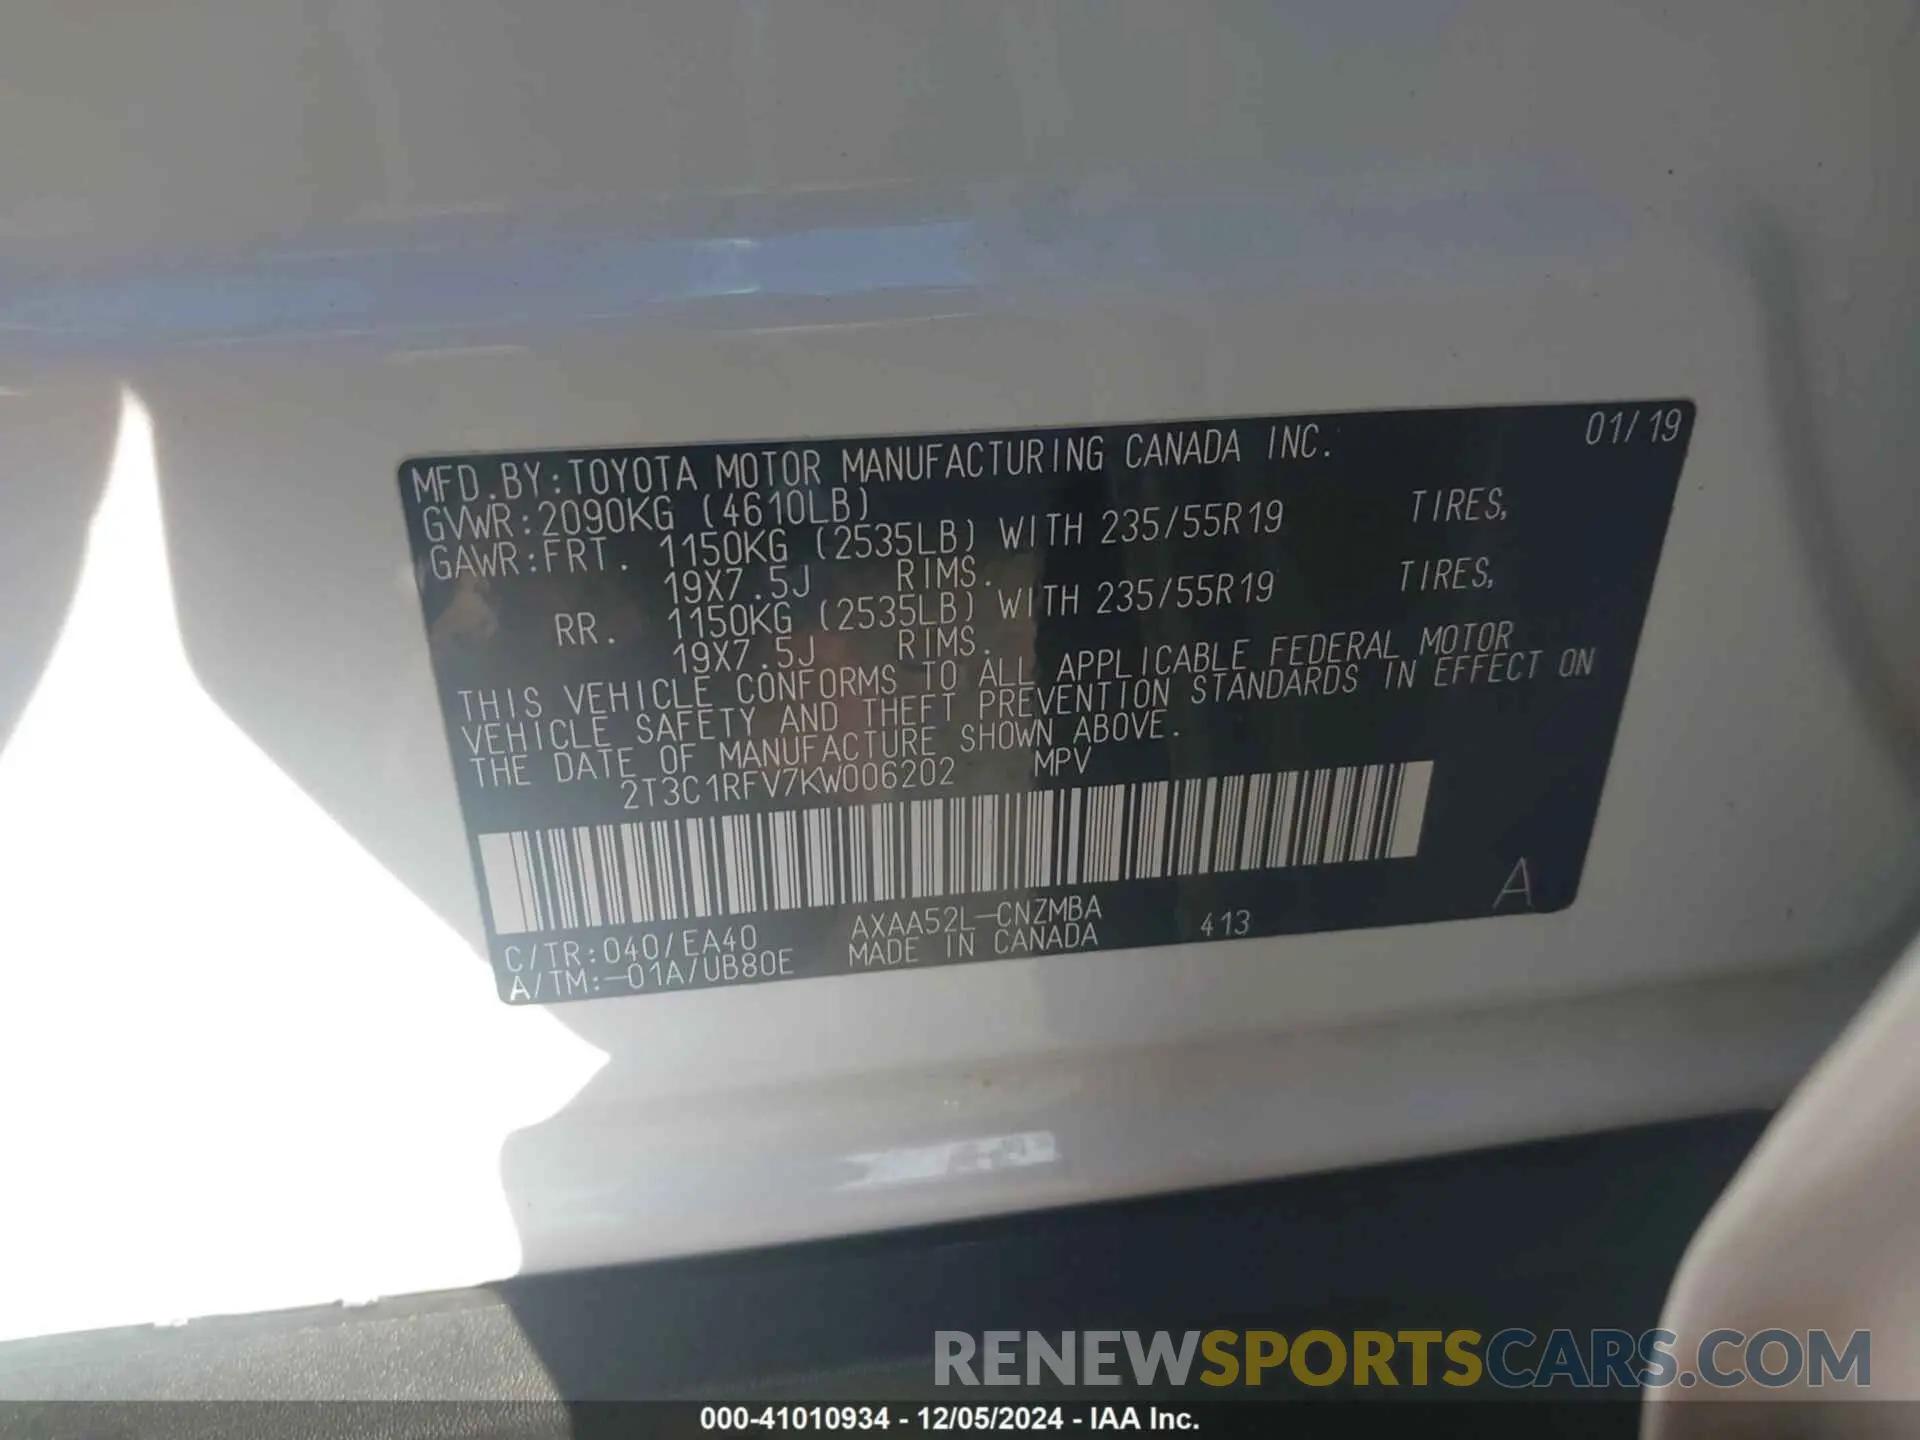 MFD.BY:TOYOTA MOTOR MANUFACTURING CANADA INC. 01/19
GVWR:2090KG (4610LB)
GAWR:FRT. 1150KG (2535LB) WITH 235/55R19 TIRES,
19X7.5J RIMS.
RR. 1150KG (2535LB) WITH 235/55R19 TIRES,
19X7.5J RIMS.
THIS VEHICLE CONFORMS TO ALL APPLICABLE FEDERAL MOTOR
VEHICLE SAFETY AND THEFT PREVENTION STANDARDS IN EFFECT ON
THE DATE OF MANUFACTURE SHOWN ABOVE.
2T3C1RFV7KW006202 MPV
A
C/TR:040/EA40 AXAA52L-CNZMBA 413
A/TM:-01A/UB80E MADE IN CANADA
RENEWSPORTSCARS.COM
000-41010934 - 12/05/2024 - IAA Inc.